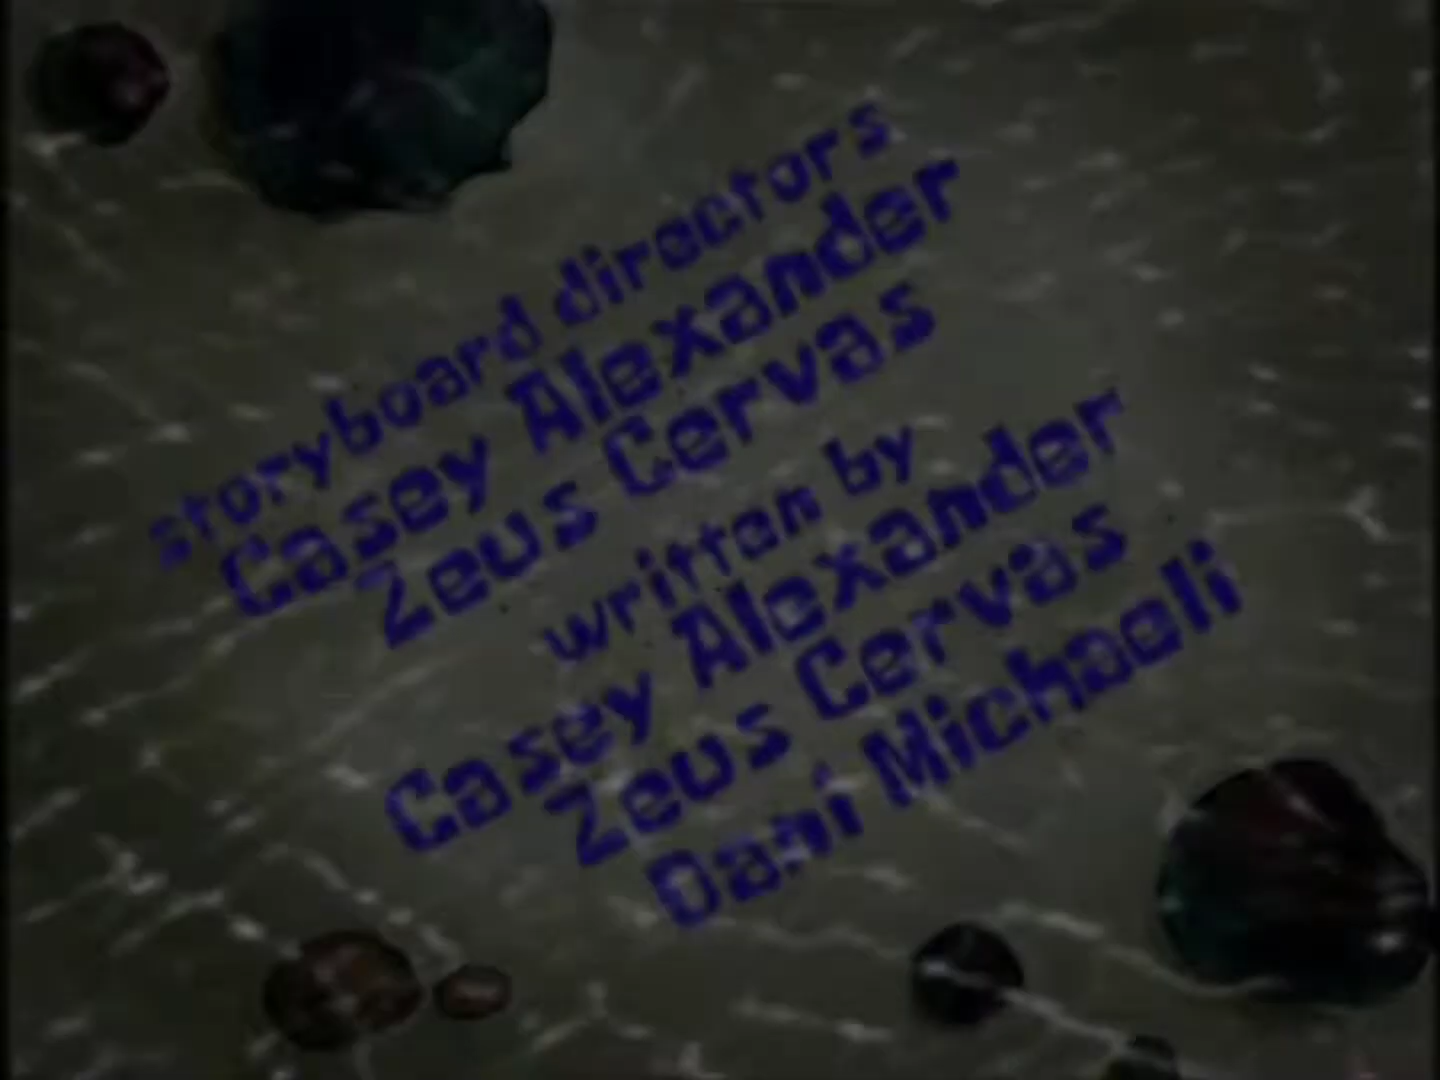 storyboard directors
Casey Alexander
Zeus Cervas
written by
Casey Alexander
Zeus Cervas
Dani Michaeli